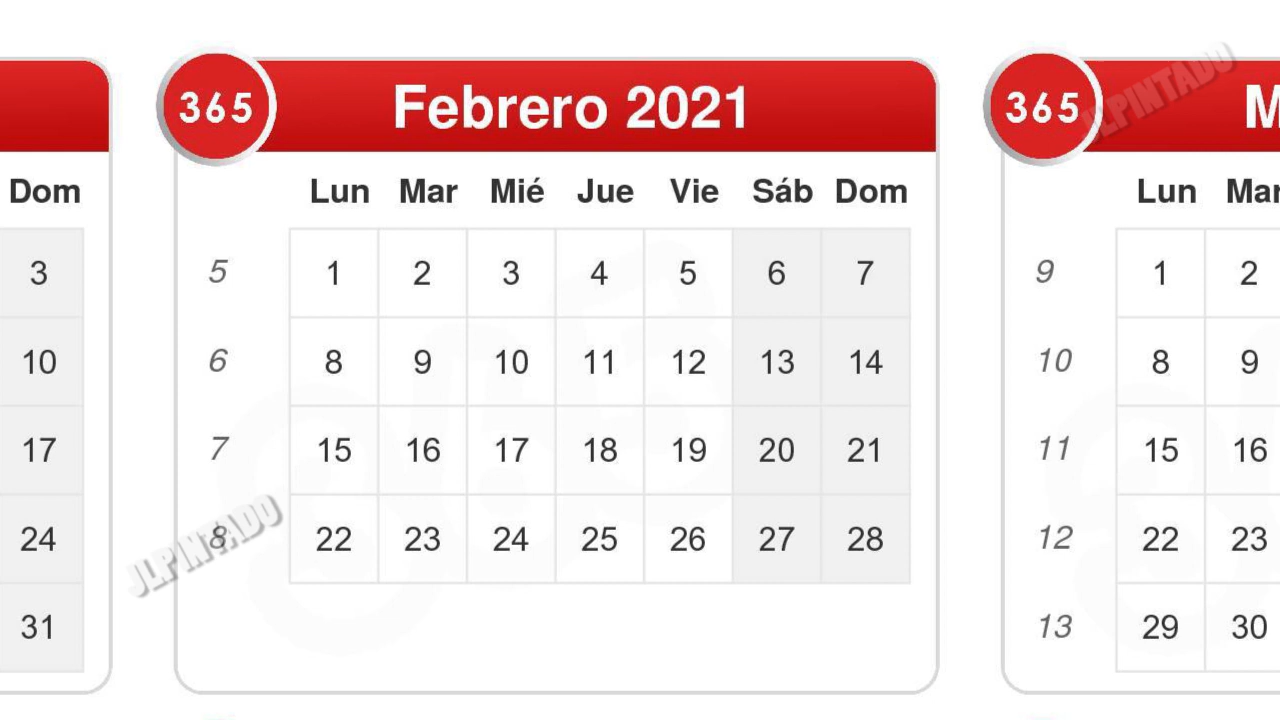 365
Febrero 2021
365
M
Dom
Lun Mar Mié Jue Vie Sáb Dom
Lun Mar
3
5 1 2 3 4 5 6 7
9 1 2
10
6 8 9 10 11 12 13 14
10 8 9
17
7 15 16 17 18 19 20 21
11 15 16
24
8 22 23 24 25 26 27 28
12 22 23
31
13 29 30
JLPINTADO
JLPINTADO